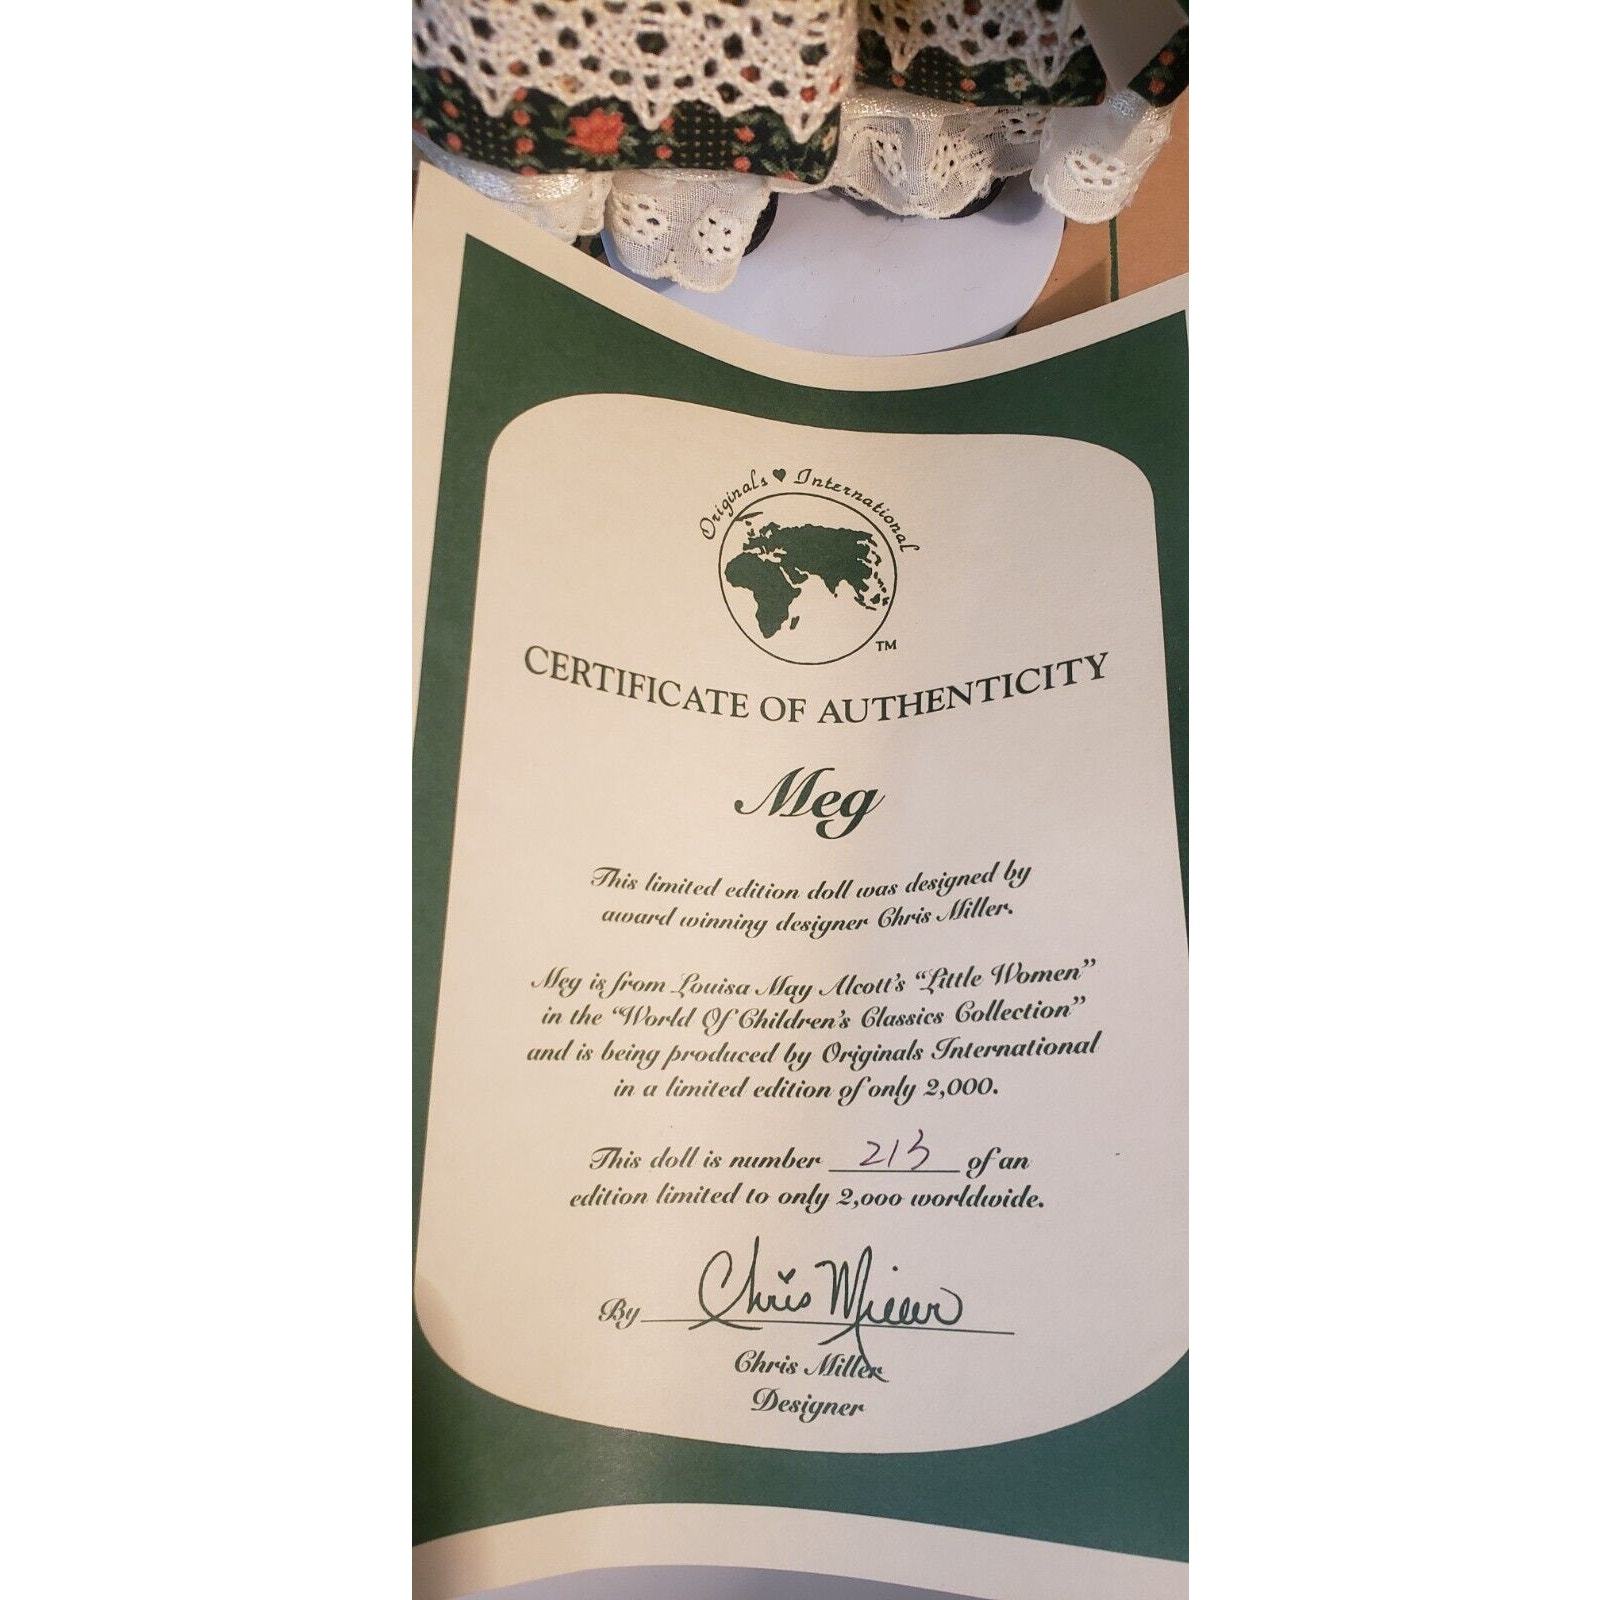 Originals ♥ International
TM
CERTIFICATE OF AUTHENTICITY
Meg
This limited edition doll was designed by
award winning designer Chris Miller.
Meg is from Louisa May Alcott's “Little Women”
in the “World Of Children's Classics Collection”
and is being produced by Originals International
in a limited edition of only 2,000.
This doll is number 213 of an
edition limited to only 2,000 worldwide.
By Chris Miller
Chris Miller
Designer